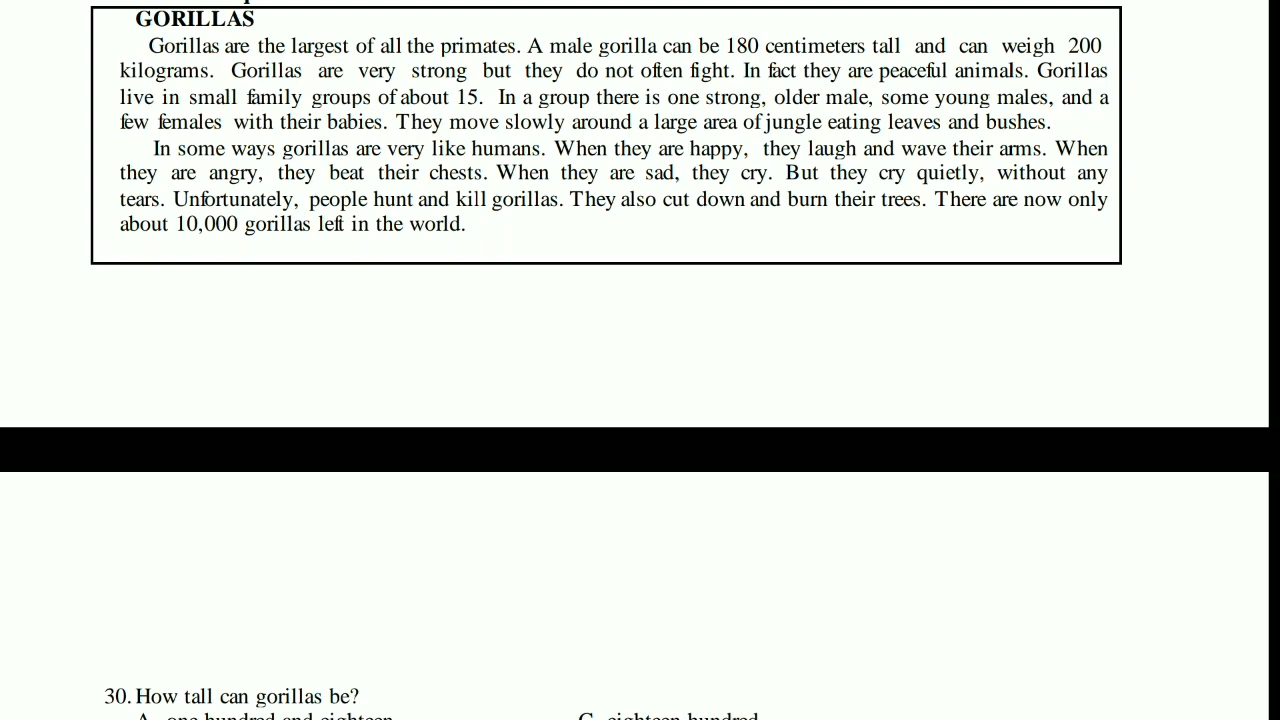 GORILLAS
Gorillas are the largest of all the primates. A male gorilla can be 180 centimeters tall and can weigh 200
kilograms. Gorillas are very strong but they do not often fight. In fact they are peaceful animals. Gorillas
live in small family groups of about 15. In a group there is one strong, older male, some young males, and a
few females with their babies. They move slowly around a large area of jungle eating leaves and bushes.
In some ways gorillas are very like humans. When they are happy, they laugh and wave their arms. When
they are angry, they beat their chests. When they are sad, they cry. But they cry quietly, without any
tears. Unfortunately, people hunt and kill gorillas. They also cut down and burn their trees. There are now only
about 10,000 gorillas left in the world.
30. How tall can gorillas be?
A. one hundred and eighteen C. eighteen hundred